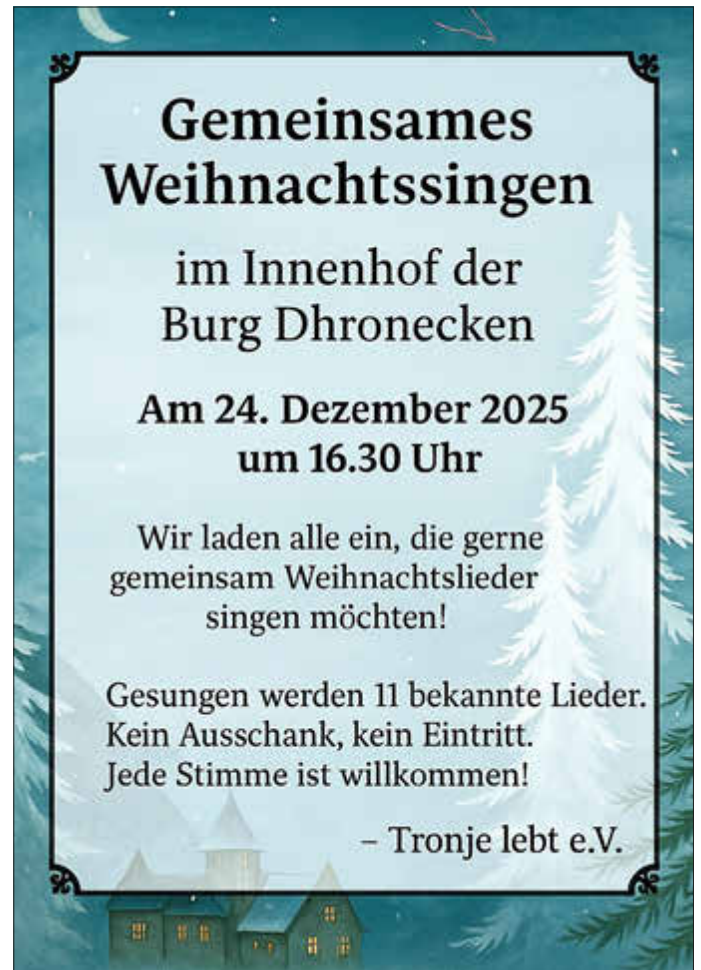 Gemeinsames
Weihnachtssingen
im Innenhof der
Burg Dhronecken
Am 24. Dezember 2025
um 16.30 Uhr
Wir laden alle ein, die gerne
gemeinsam Weihnachtslieder
singen möchten!
Gesungen werden 11 bekannte Lieder.
Kein Ausschank, kein Eintritt.
Jede Stimme ist willkommen!
– Tronje lebt e.V.